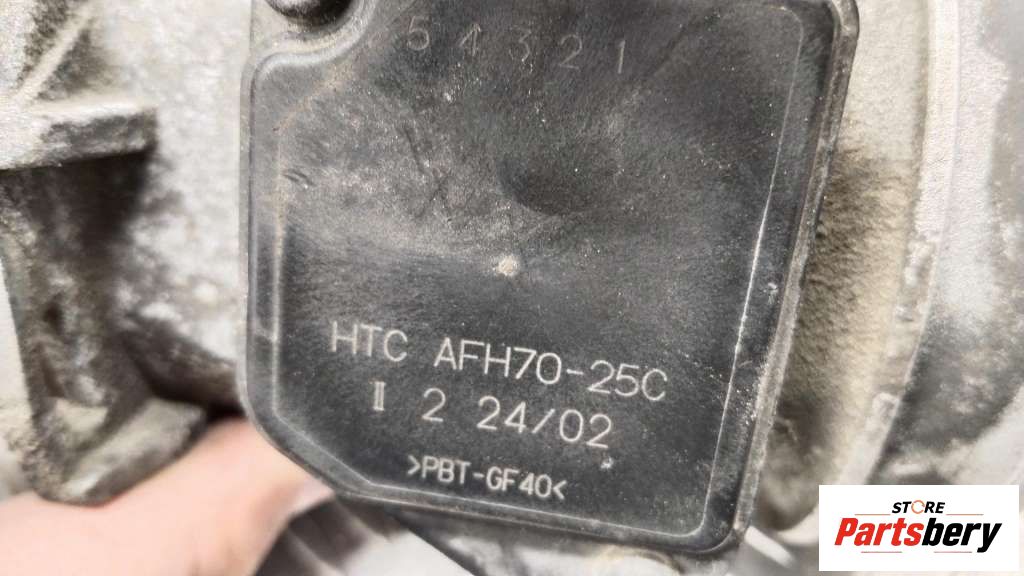 54321
HTC AFH70-25C
II 2 24/02
>PBT-GF40<
STORE
Partsbery